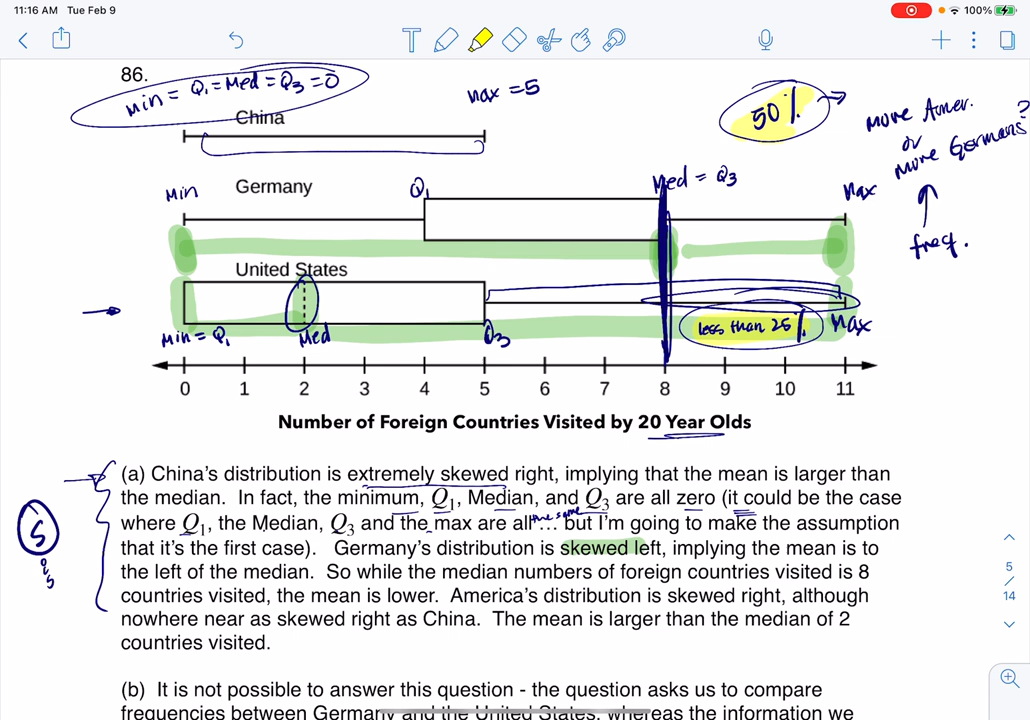 11:16 AM Tue Feb 9
100%
T
86.
Min = Q₁ = Med = Q₃ = 0
Max = 5
50%
More Amer.
or
More Germans?
freq.
China
Min
Germany
Q₁
Med = Q₃
Max
United States
Min = Q₁
Med
Q₃
less than 25%
Max
0 1 2 3 4 5 6 7 8 9 10 11
Number of Foreign Countries Visited by 20 Year Olds
(a) China's distribution is extremely skewed right, implying that the mean is larger than
the median. In fact, the minimum, Q₁, Median, and Q₃ are all zero (it could be the case
the same
where Q₁, the Median, Q₃ and the max are all… but I'm going to make the assumption
that it's the first case). Germany's distribution is skewed left, implying the mean is to
the left of the median. So while the median numbers of foreign countries visited is 8
countries visited, the mean is lower. America's distribution is skewed right, although
nowhere near as skewed right as China. The mean is larger than the median of 2
countries visited.
S
5
14
(b) It is not possible to answer this question - the question asks us to compare
frequencies between Germany and the United States, whereas the information we